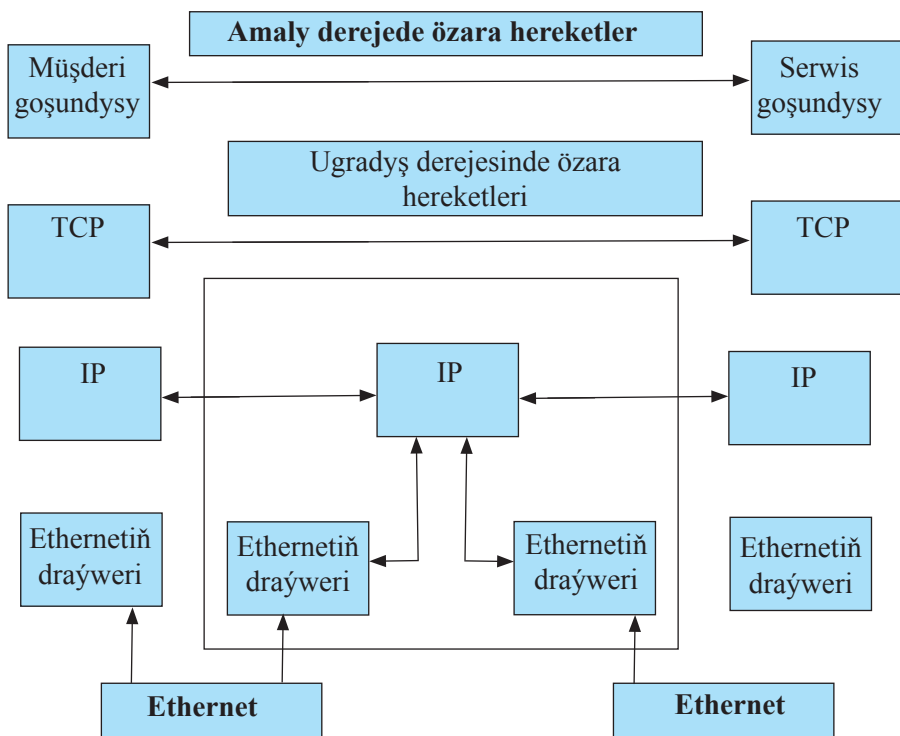 Amaly derejede özara hereketler
Müşderi
goşundysy
Serwis
goşundysy
Ugradyş derejesinde özara
hereketleri
TCP
TCP
IP
IP
IP
Ethernetiň
draýweri
Ethernetiň
draýweri
Ethernetiň
draýweri
Ethernetiň
draýweri
Ethernet
Ethernet